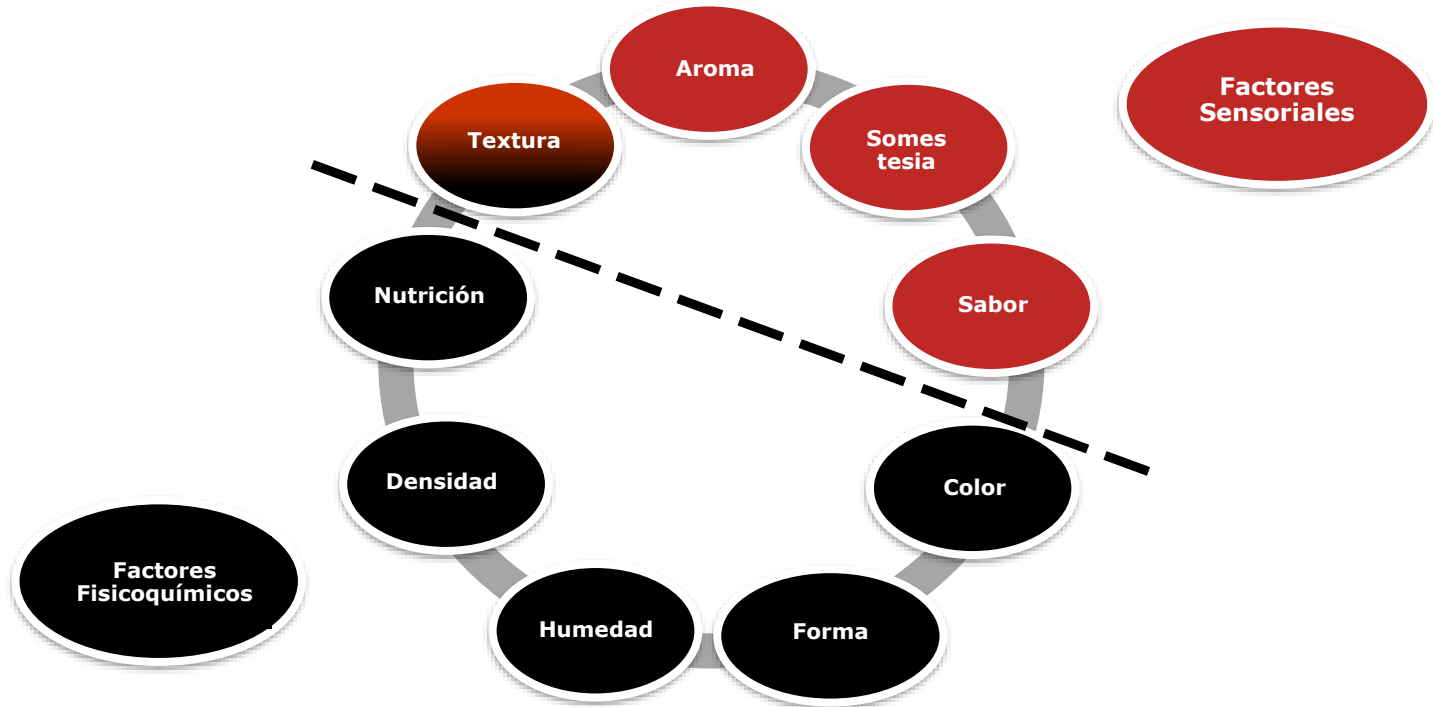 Aroma
Factores
Sensoriales
Textura
Somes
tesia
Nutrición
Sabor
Densidad
Color
Factores
Fisicoquímicos
Humedad
Forma